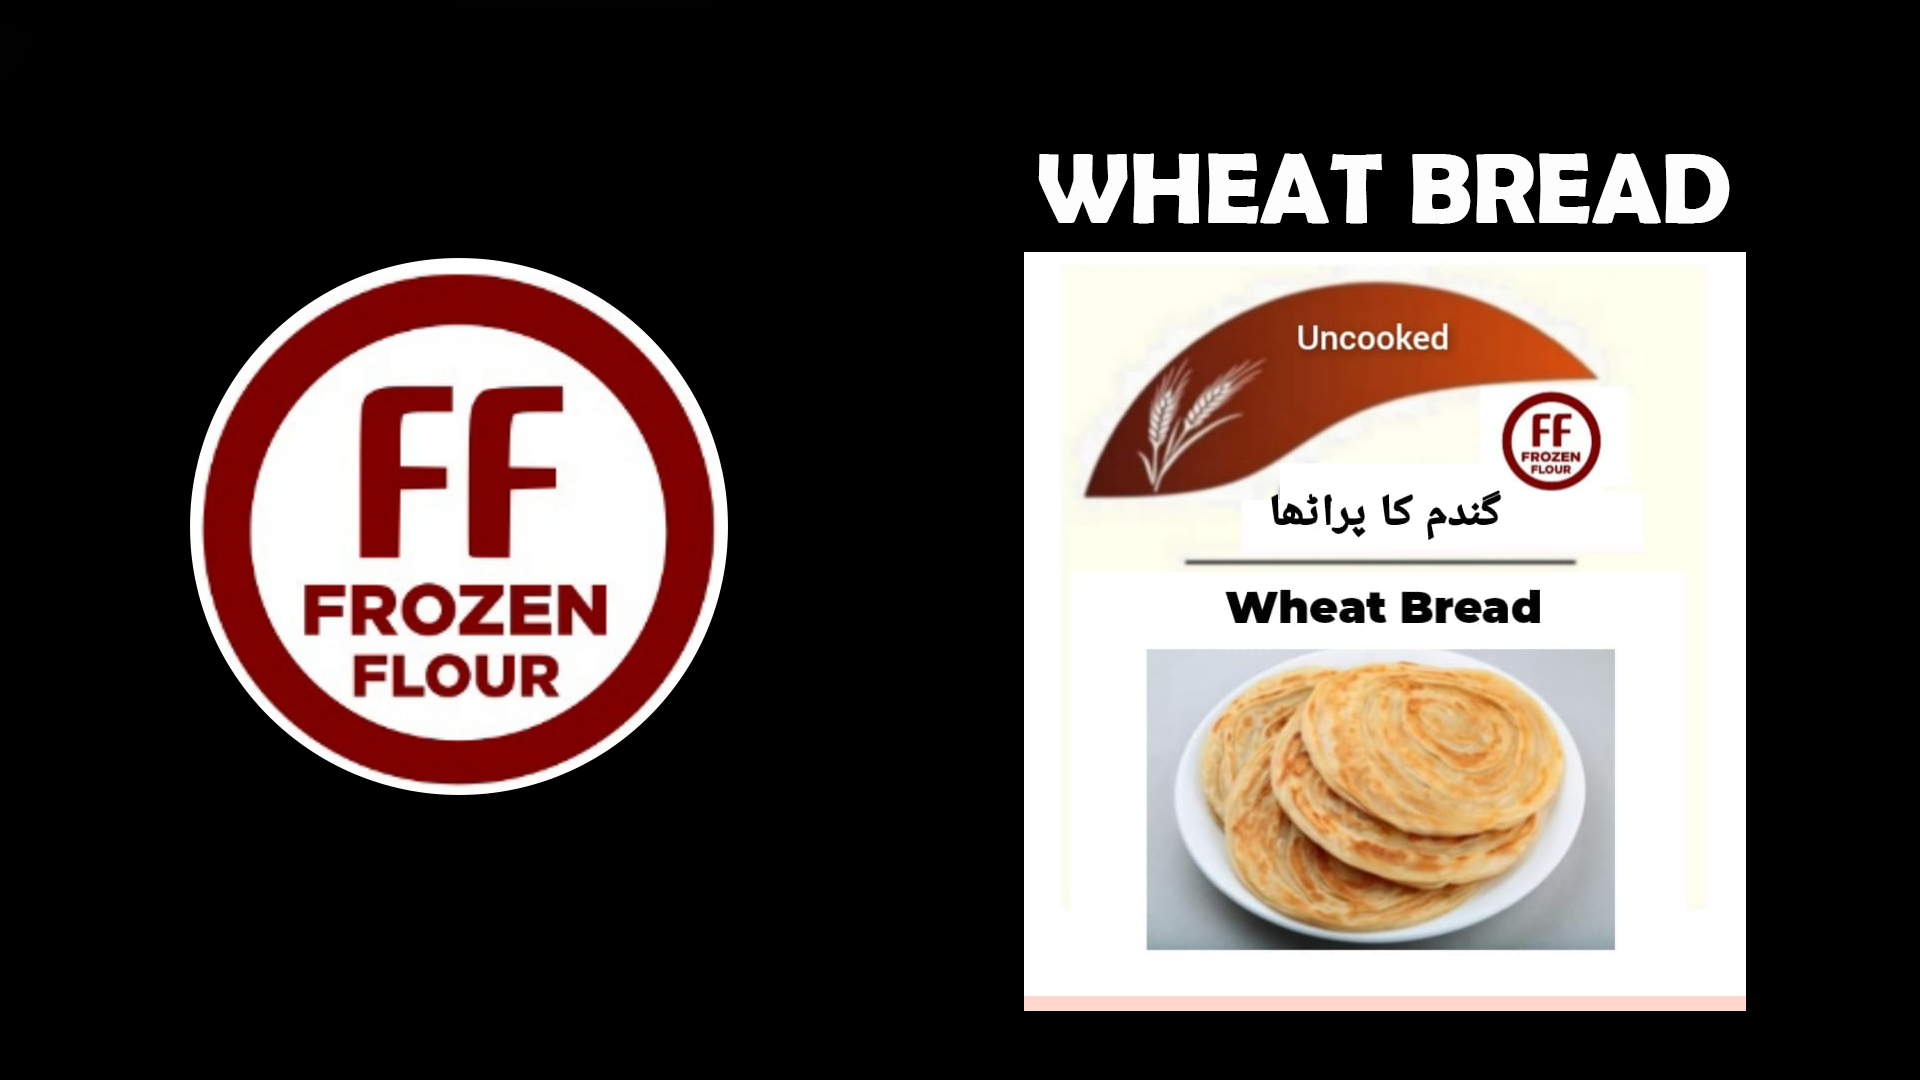 FF
FROZEN
FLOUR
WHEAT BREAD
Uncooked
FF
FROZEN
FLOUR
گندم کا پراٹھا
Wheat Bread